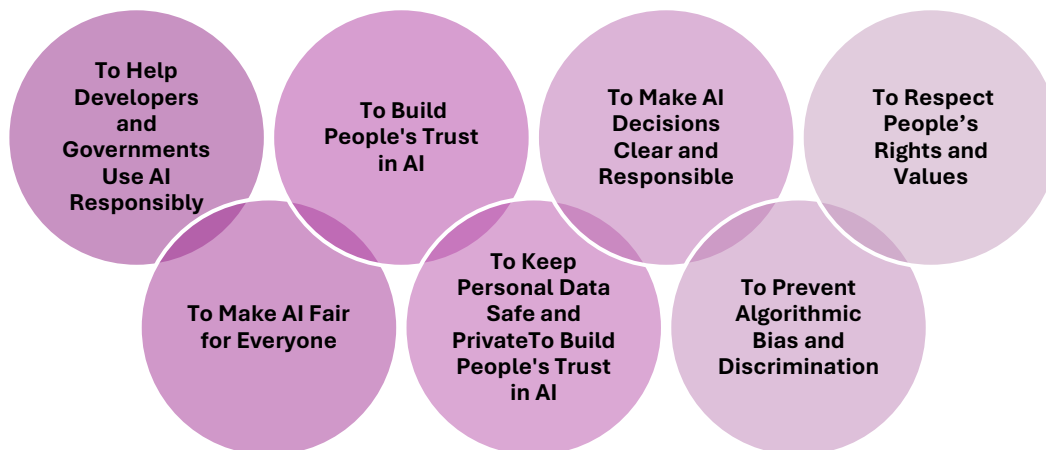 To Help
Developers
and
Governments
Use AI
Responsibly
To Build
People's Trust
in AI
To Make AI
Decisions
Clear and
Responsible
To Respect
People’s
Rights and
Values
To Make AI Fair
for Everyone
To Keep
Personal Data
Safe and
PrivateTo Build
People's Trust
in AI
To Prevent
Algorithmic
Bias and
Discrimination